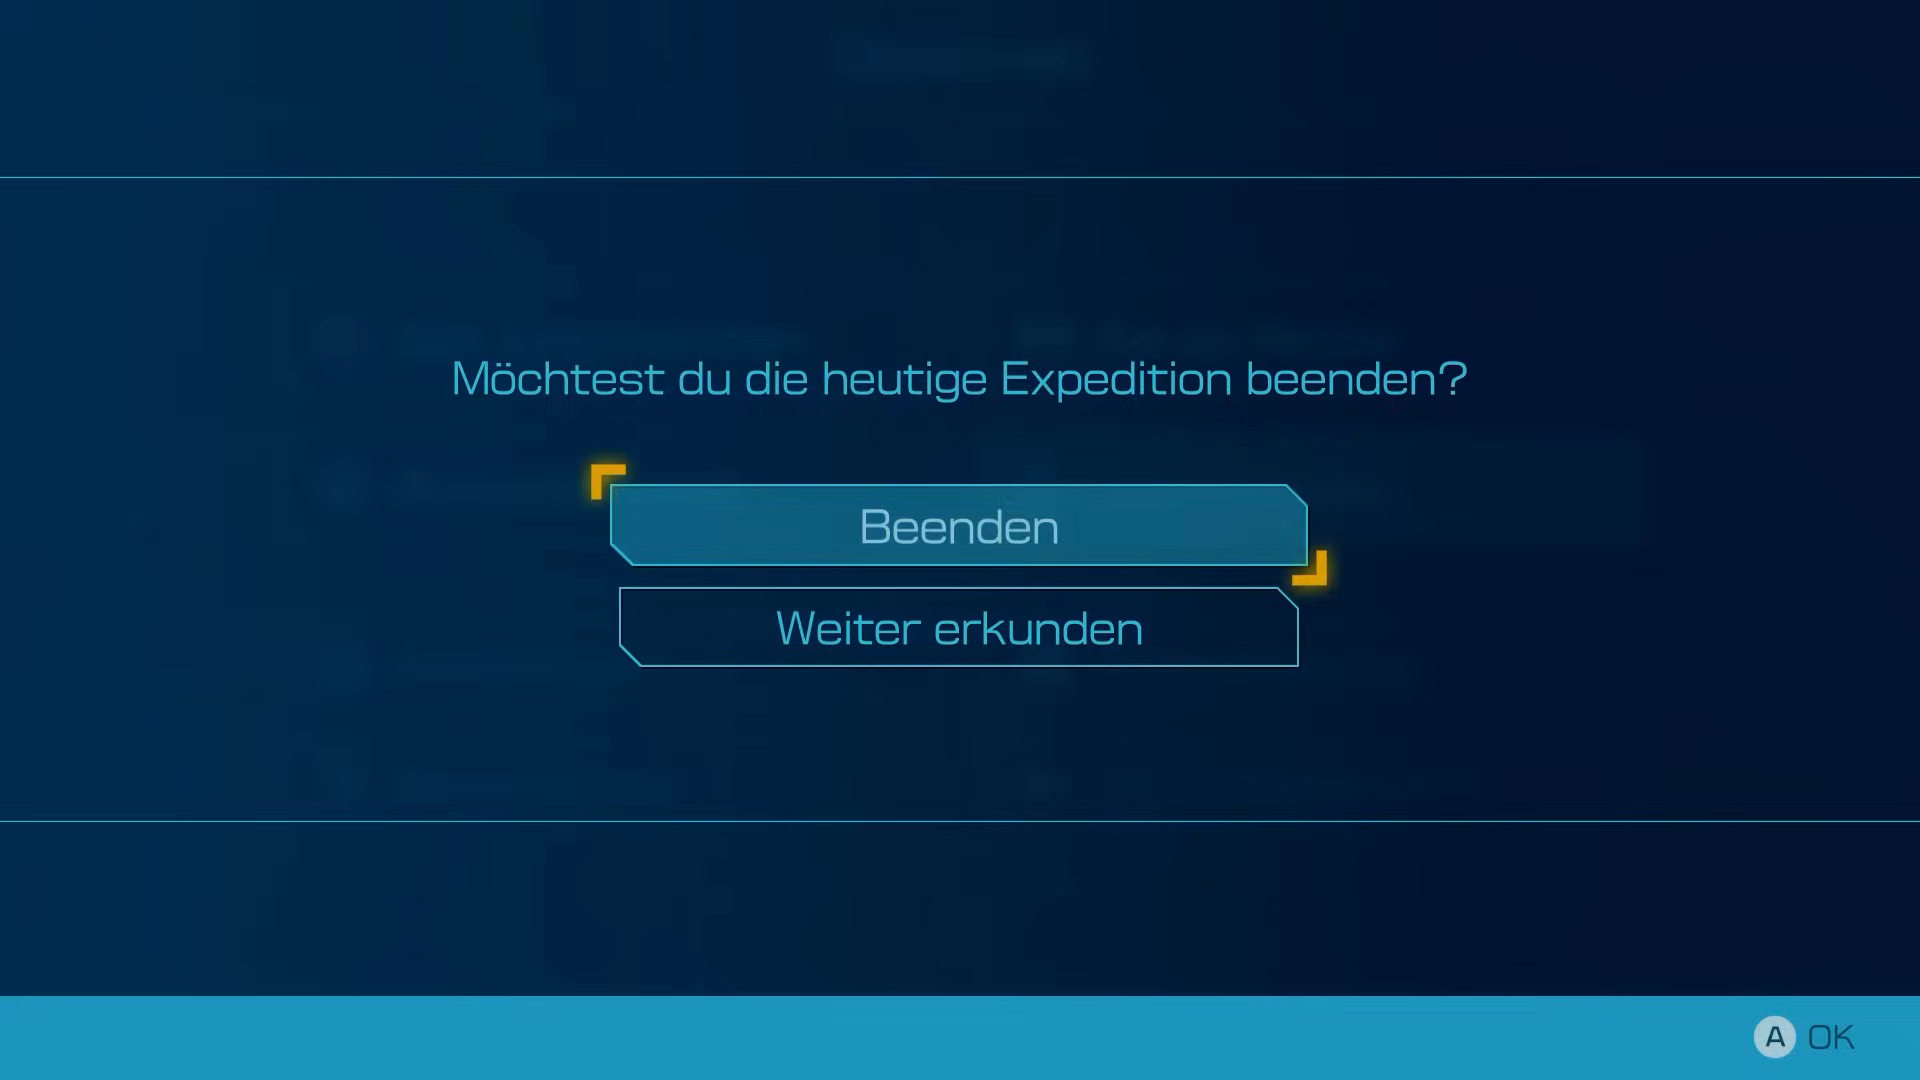 Möchtest du die heutige Expedition beenden?
Beenden
Weiter erkunden
A OK